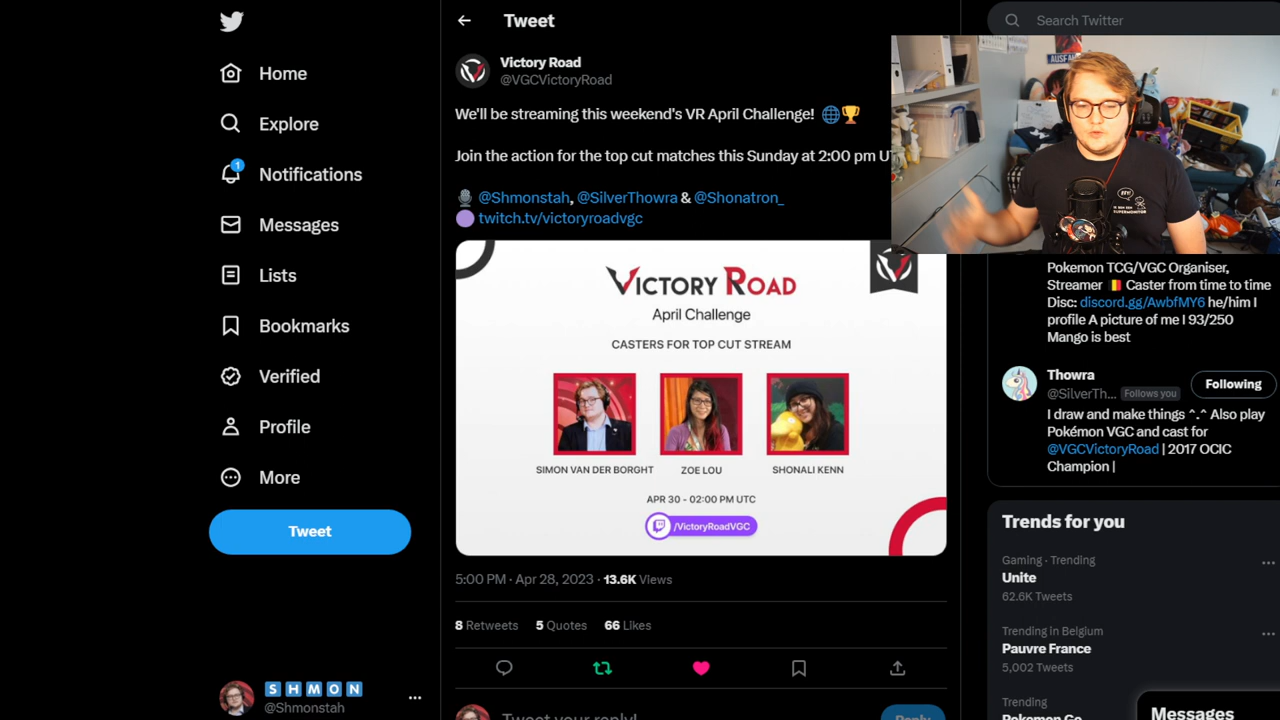 Home
Explore
1
Notifications
Messages
Lists
Bookmarks
Verified
Profile
More
Tweet
SHMON
@Shmonstah
Tweet
Victory Road
@VGCVictoryRoad
We'll be streaming this weekend's VR April Challenge!
Join the action for the top cut matches this Sunday at 2:00 pm
@Shmonstah, @SilverThowra & @Shonatron_
twitch.tv/victoryroadvgc
VICTORY ROAD
April Challenge
CASTERS FOR TOP CUT STREAM
SIMON VAN DER BORGHT
ZOE LOU
SHONALI KENN
APR 30 - 02:00 PM UTC
/VictoryRoadVGC
5:00 PM · Apr 28, 2023 · 13.6K Views
8 Retweets 5 Quotes 66 Likes
Tweet your reply!
Reply
Search Twitter
Pokemon TCG/VGC Organiser,
Streamer 🇧🇪 Caster from time to time
Disc: discord.gg/AwbfMY6 he/him I
profile A picture of me I 93/250
Mango is best
Thowra
@SilverTh... Follows you
Following
I draw and make things ^.^ Also play
Pokémon VGC and cast for
@VGCVictoryRoad | 2017 OCIC
Champion |
Trends for you
Gaming · Trending
Unite
62.6K Tweets
Trending in Belgium
Pauvre France
5,002 Tweets
Trending
Pokemon Go
Messages